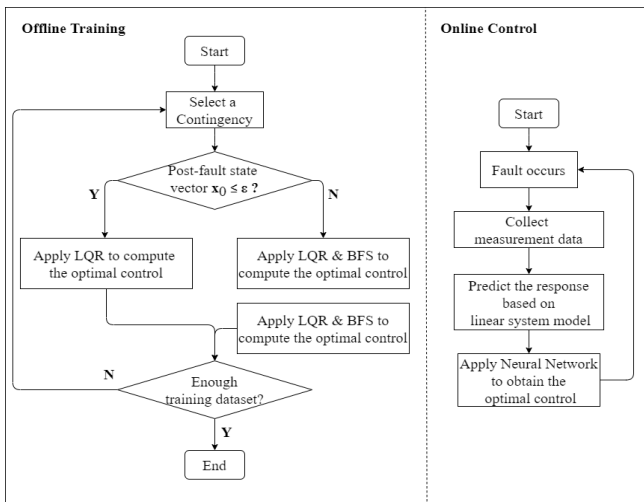 Offline Training
Start
Select a
Contingency
Post-fault state
vector x0 ≤ ε ?
Y
N
Apply LQR to compute
the optimal control
Apply LQR & BFS to
compute the optimal control
Apply LQR & BFS to
compute the optimal control
N
Enough
training dataset?
Y
End
Online Control
Start
Fault occurs
Collect
measurement data
Predict the response
based on
linear system model
Apply Neural Network
to obtain the
optimal control